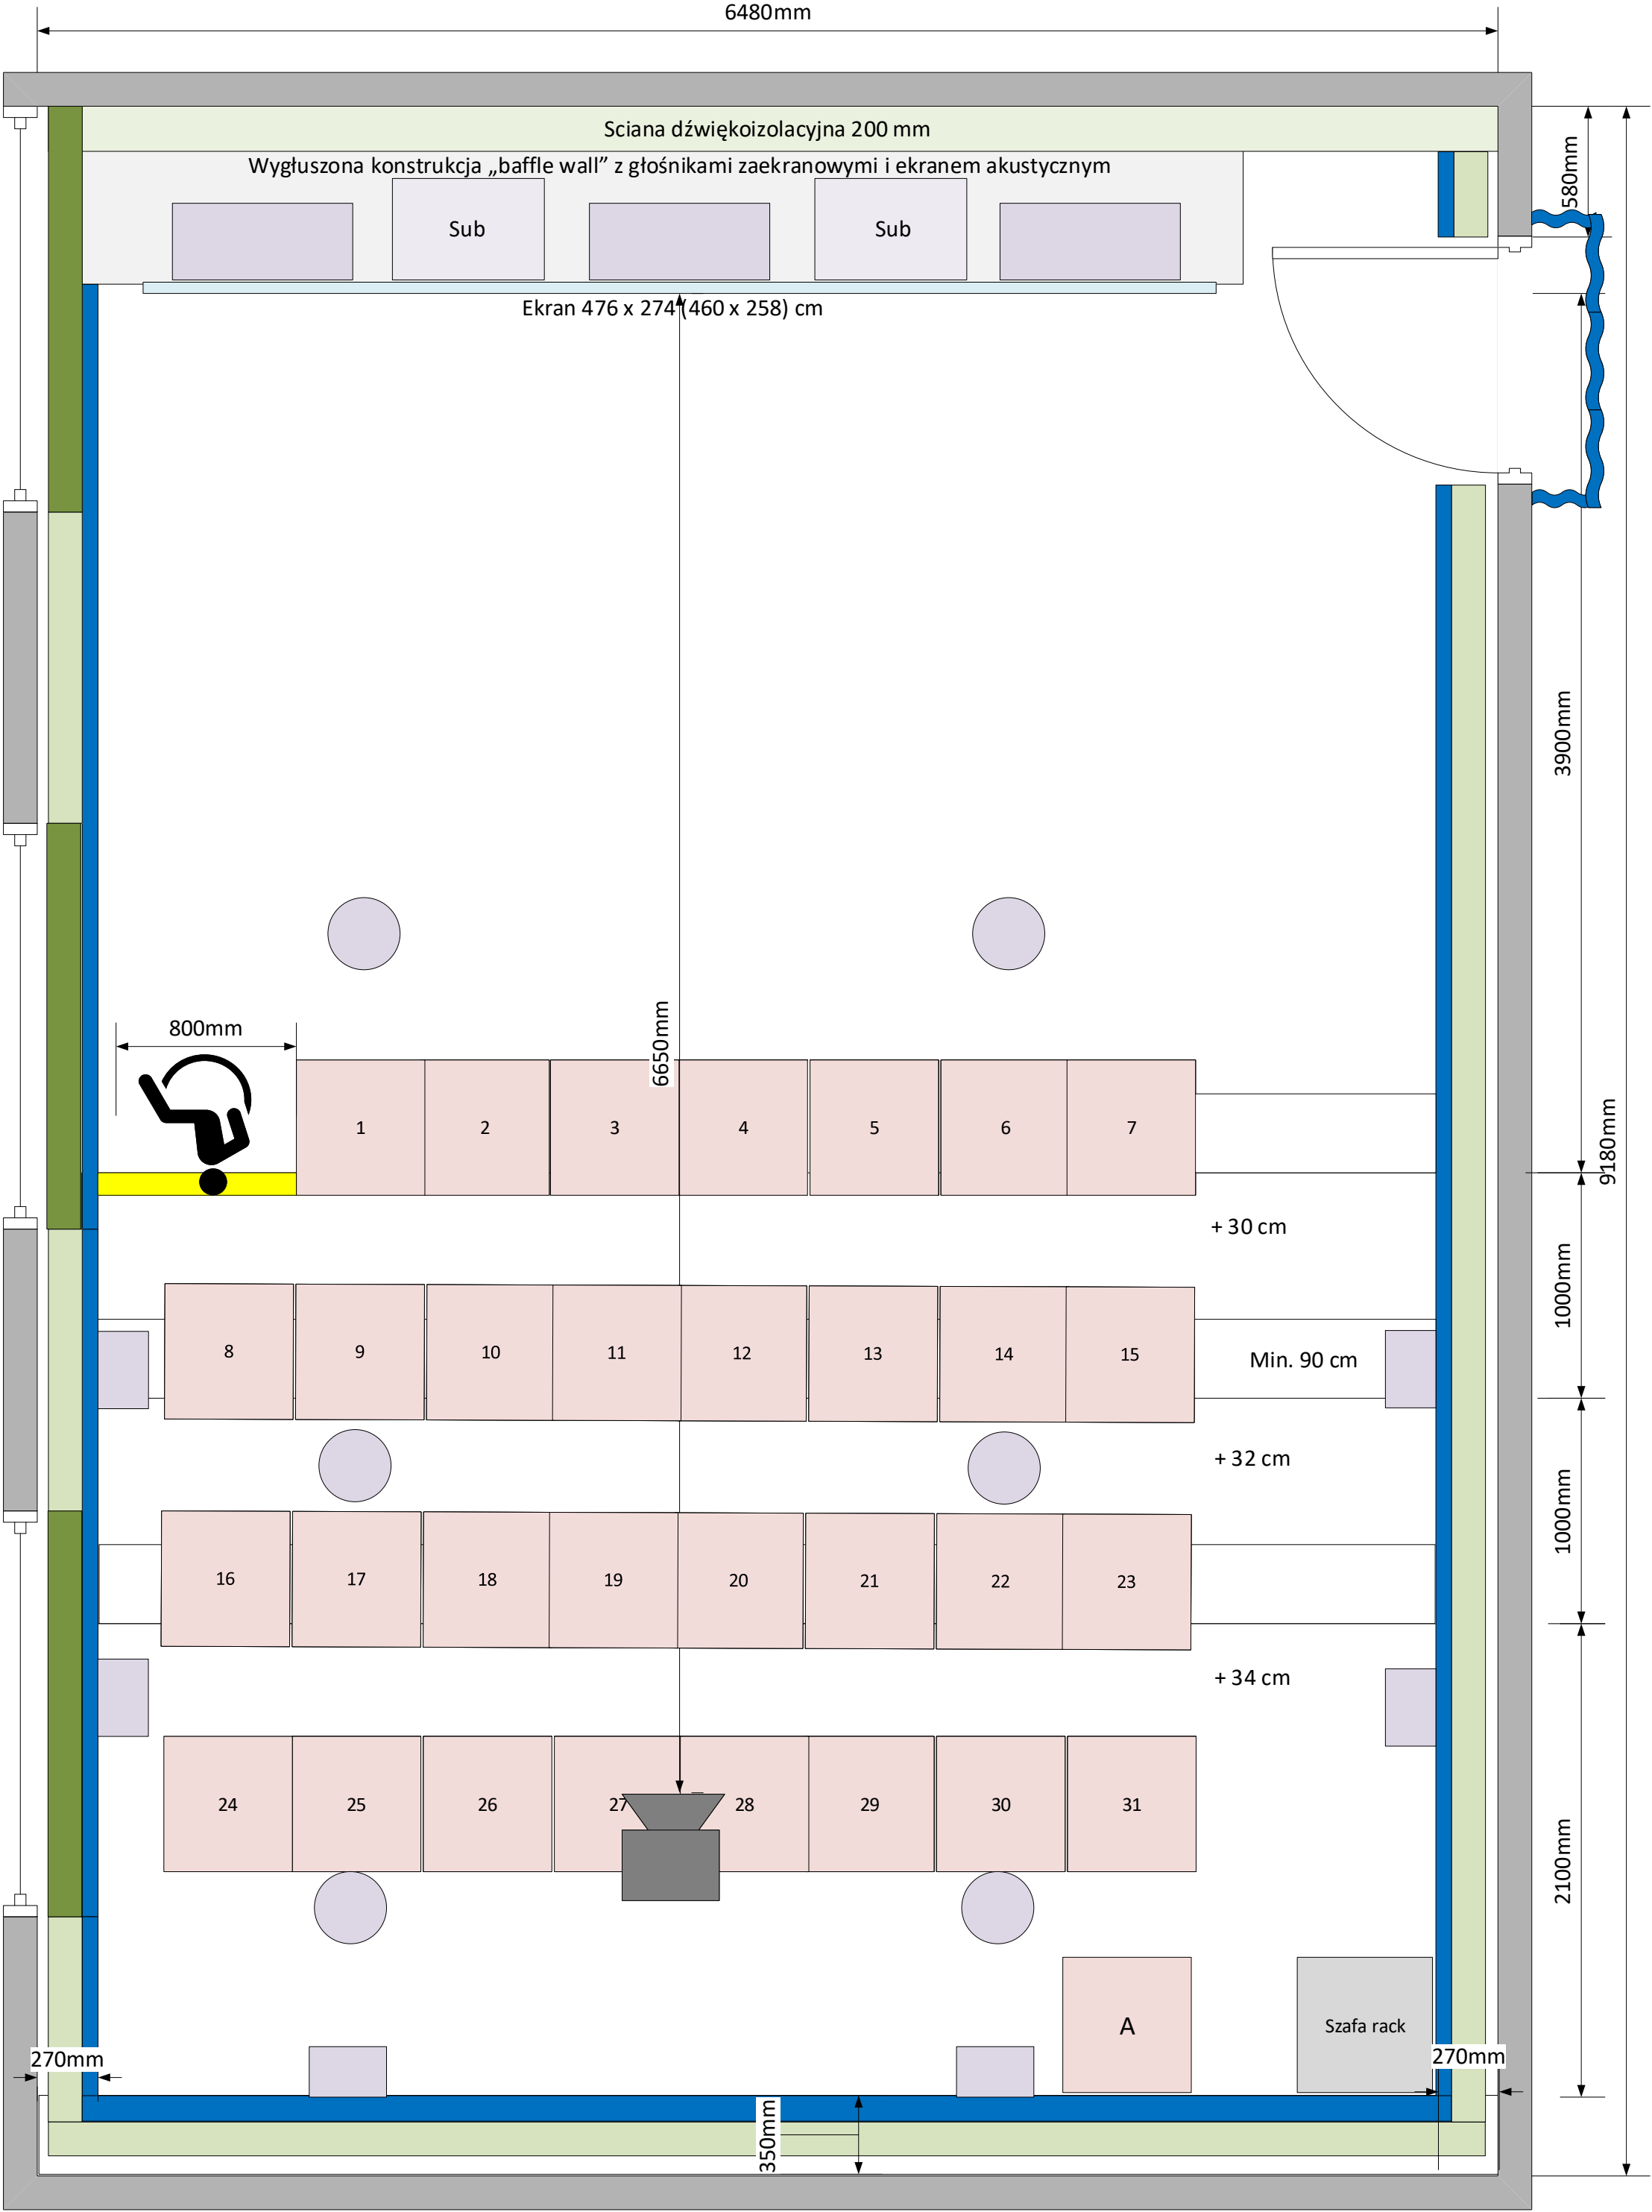 6480mm
Sciana dźwiękoizolacyjna 200 mm
Wygłuszona konstrukcja „baffle wall” z głośnikami zaekranowymi i ekranem akustycznym
580mm
Sub
Sub
Ekran 476 x 274 (460 x 258) cm
3900mm
6650mm
800mm
9180mm
1
2
3
4
5
6
7
+ 30 cm
1000mm
8
9
10
11
12
13
14
15
Min. 90 cm
+ 32 cm
1000mm
16
17
18
19
20
21
22
23
+ 34 cm
24
25
26
27
28
29
30
31
2100mm
A
Szafa rack
270mm
270mm
350mm